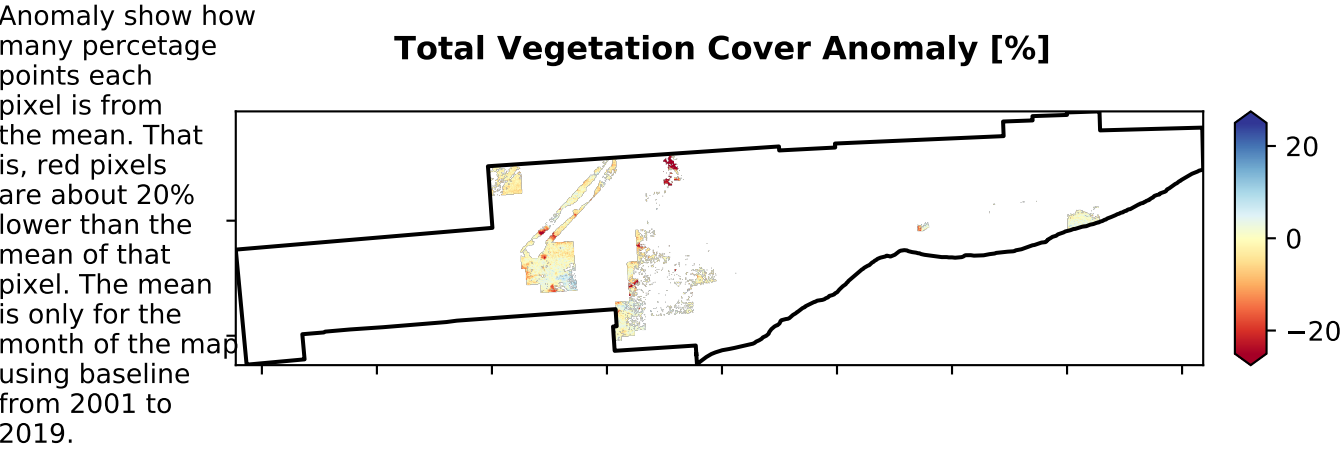 Anomaly show how
many percetage
points each
pixel is from
the mean. That
is, red pixels
are about 20%
lower than the
mean of that
pixel. The mean
is only for the
month of the map
using baseline
from 2001 to
2019.
Total Vegetation Cover Anomaly [%]
20
0
−20